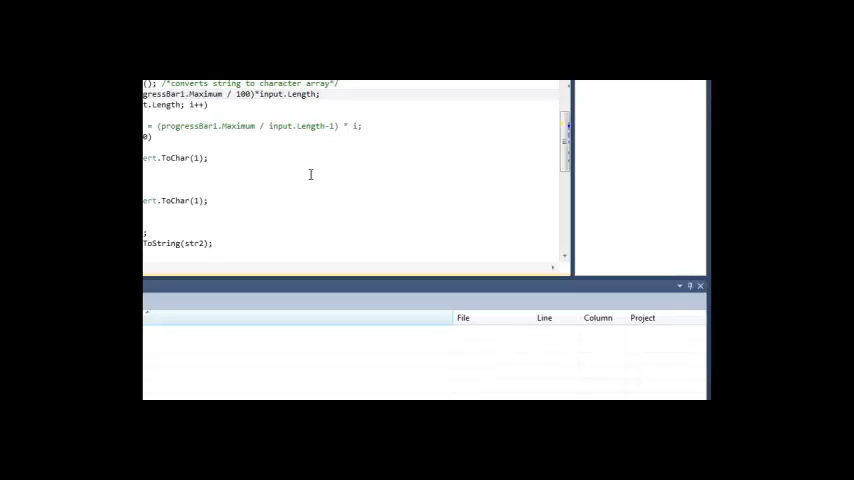 (); /*converts string to character array*/
gressBar1.Maximum / 100)*input.Length;
t.Length; i++)
= (progressBar1.Maximum / input.Length-1) * i;
0)
ert.ToChar(1);
ert.ToChar(1);
;
ToString(str2);
File Line Column Project